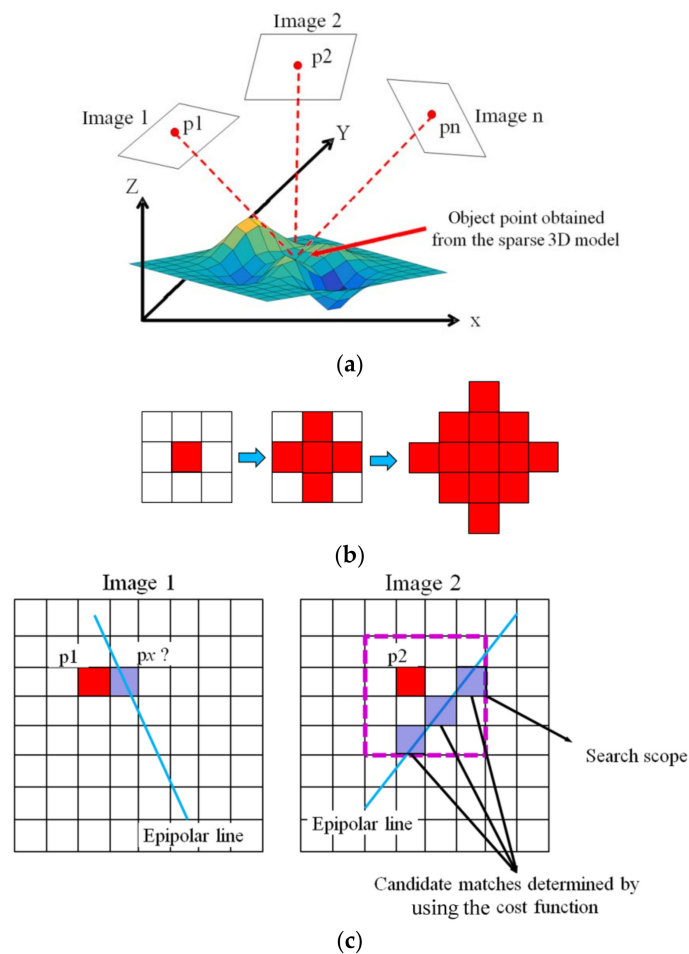 Image 2
p2
Image 1
p1
pn
Image n
Y
Z
Object point obtained
from the sparse 3D model
x
(a)
(b)
Image 1
Image 2
p1
px ?
p2
Search scope
Epipolar line
Epipolar line
Candidate matches determined by
using the cost function
(c)